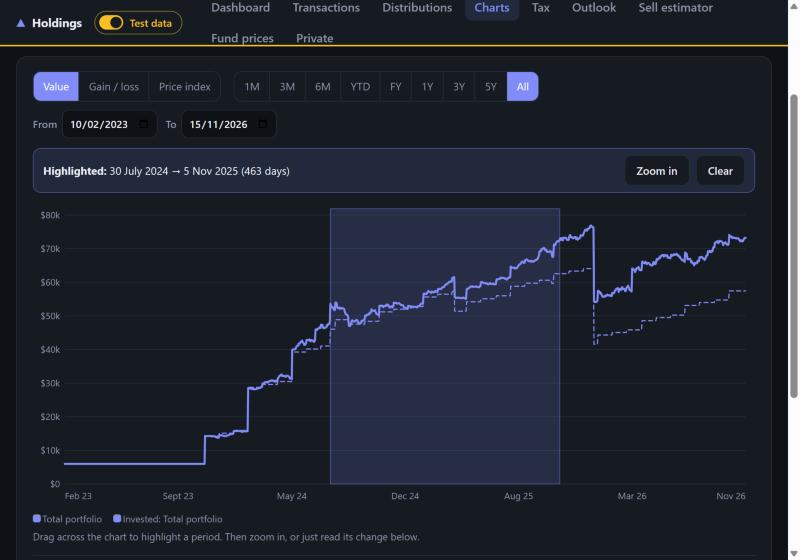 Holdings
Test data
Dashboard Transactions Distributions Charts Tax Outlook Sell estimator
Fund prices Private
Value Gain / loss Price index 1M 3M 6M YTD FY 1Y 3Y 5Y All
From 10/02/2023 To 15/11/2026
Highlighted: 30 July 2024 → 5 Nov 2025 (463 days) Zoom in Clear
$80k
$70k
$60k
$50k
$40k
$30k
$20k
$10k
$0
Feb 23 Sept 23 May 24 Dec 24 Aug 25 Mar 26 Nov 26
Total portfolio Invested: Total portfolio
Drag across the chart to highlight a period. Then zoom in, or just read its change below.